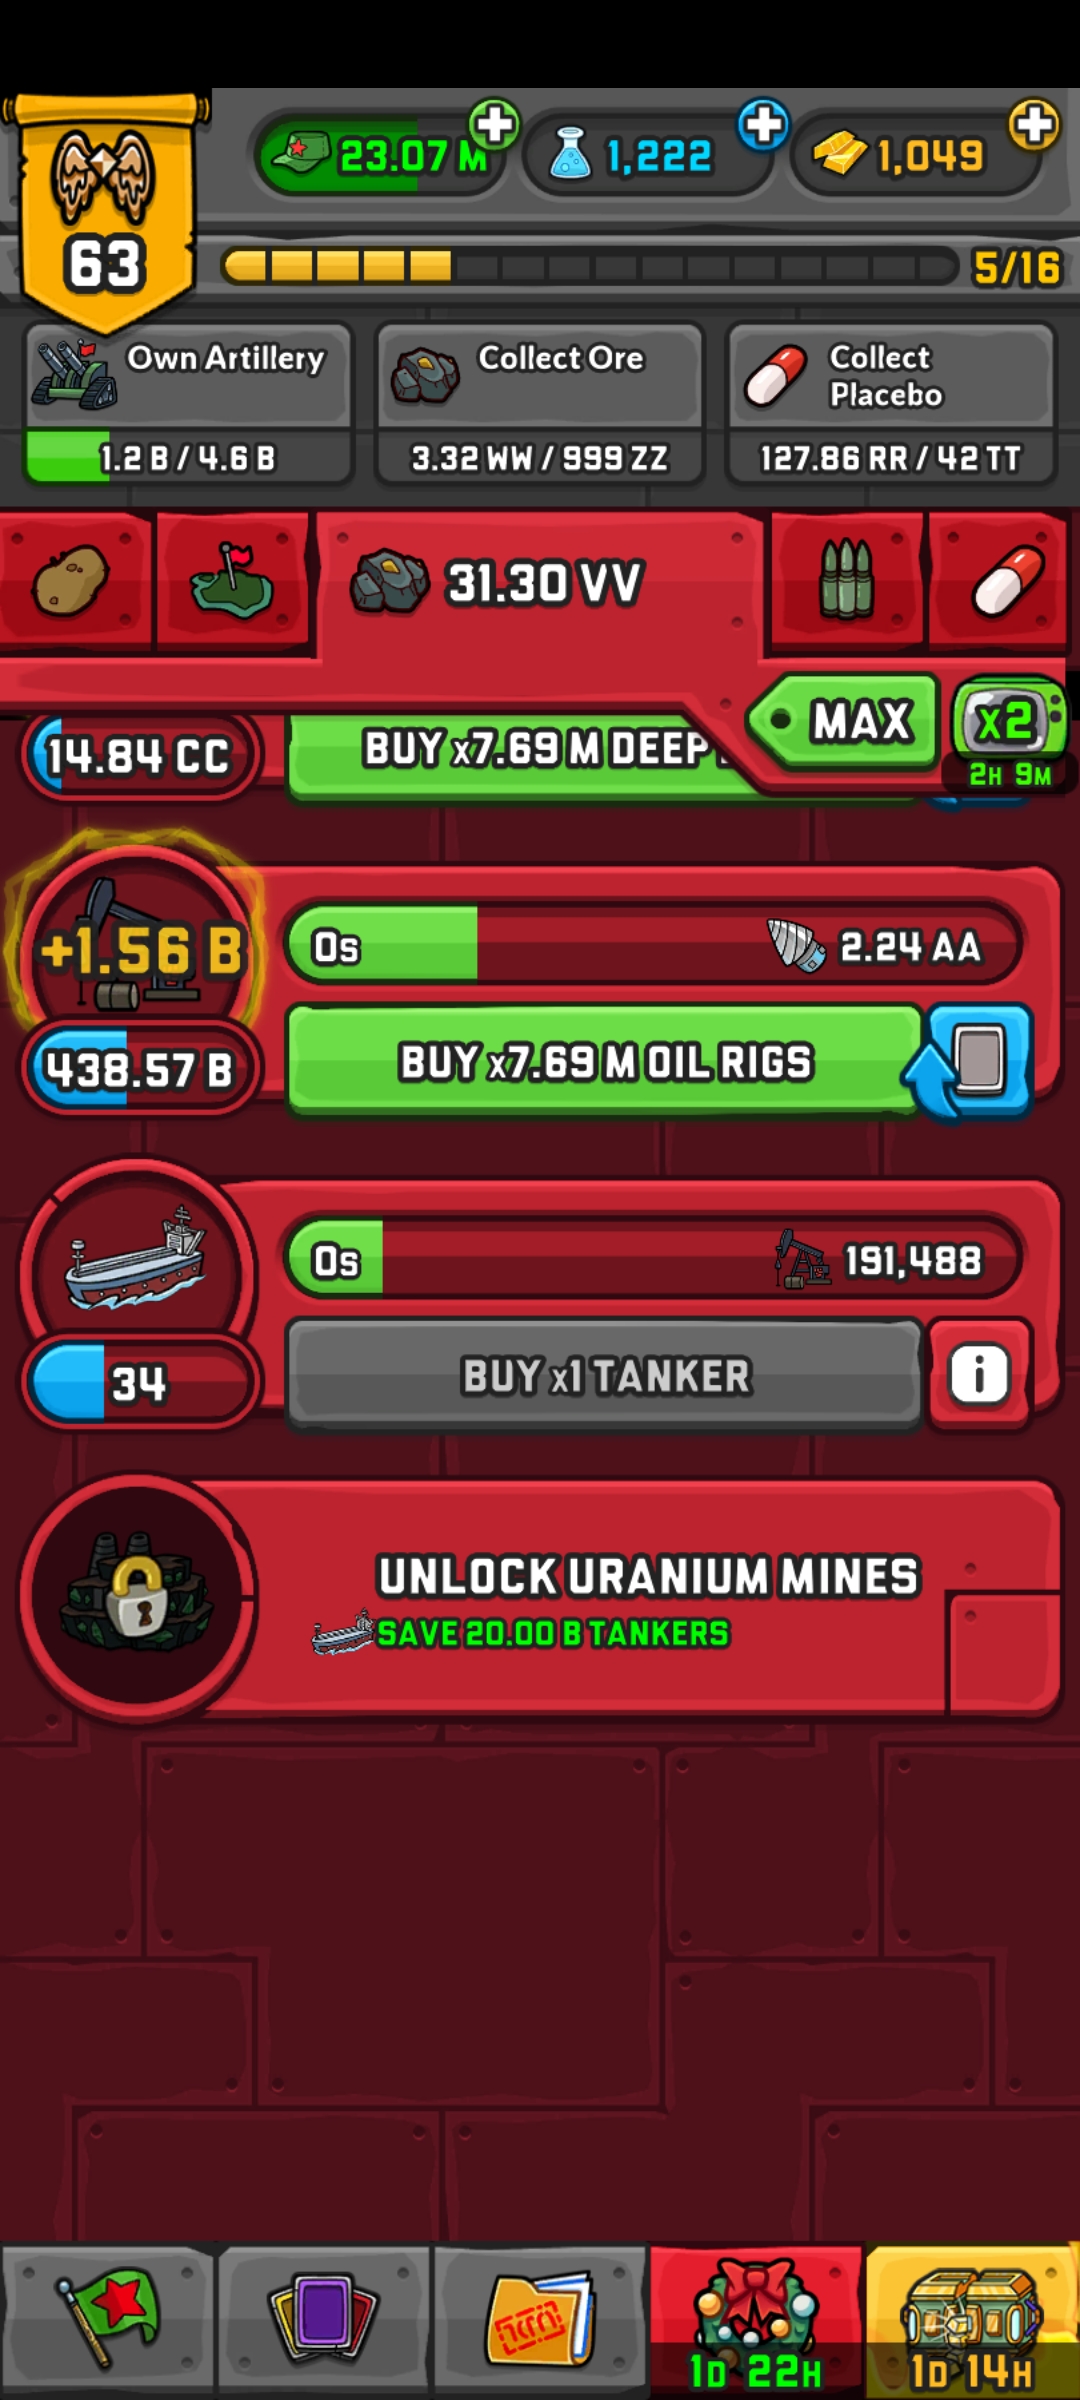 23.07 M
1,222
1,049
63
5/16
Own Artillery
1.2 B / 4.6 B
Collect Ore
3.32 WW / 999 ZZ
Collect
Placebo
127.86 RR / 42 TT
31.30 VV
MAX
x2
2H 9M
14.84 CC
BUY x7.69 M DEEP
+1.56 B
0s
2.24 AA
438.57 B
BUY x7.69 M OIL RIGS
0s
191,488
34
BUY x1 TANKER
i
UNLOCK URANIUM MINES
SAVE 20.00 B TANKERS
1D 22H
1D 14H